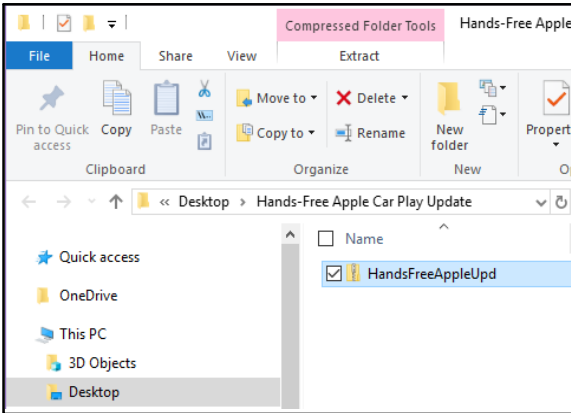 Compressed Folder Tools Hands-Free Apple
File Home Share View Extract
Pin to Quick access
Copy
Paste
W...
Move to
Copy to
Delete
Rename
New folder
Propert
Clipboard Organize New O
« Desktop > Hands-Free Apple Car Play Update
Name
Quick access
HandsFreeAppleUpd
OneDrive
This PC
3D Objects
Desktop